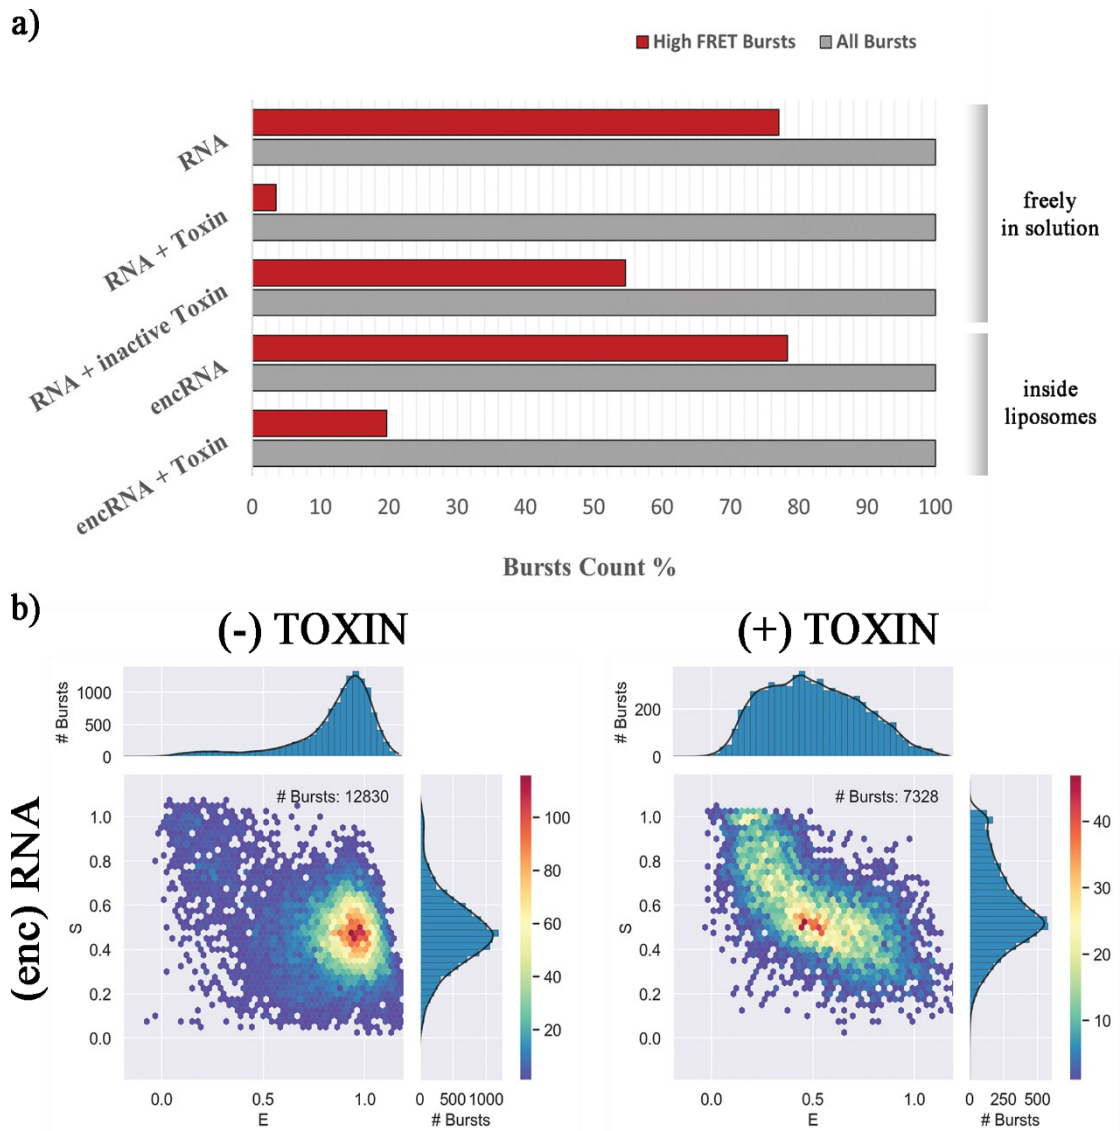 a)
High FRET Bursts All Bursts
RNA
RNA + Toxin
RNA + inactive Toxin
encRNA
encRNA + Toxin
freely
in solution
inside
liposomes
0 10 20 30 40 50 60 70 80 90 100
Bursts Count %
b)
(-) TOXIN
(+) TOXIN
(enc) RNA
# Bursts
1000
500
0
# Bursts: 12830
S
1.0
0.8
0.6
0.4
0.2
0.0
0.0 0.5 1.0
E
0 500 1000
# Bursts
100
80
60
40
20
# Bursts
200
0
# Bursts: 7328
S
1.0
0.8
0.6
0.4
0.2
0.0
0.0 0.5 1.0
E
0 250 500
# Bursts
40
30
20
10